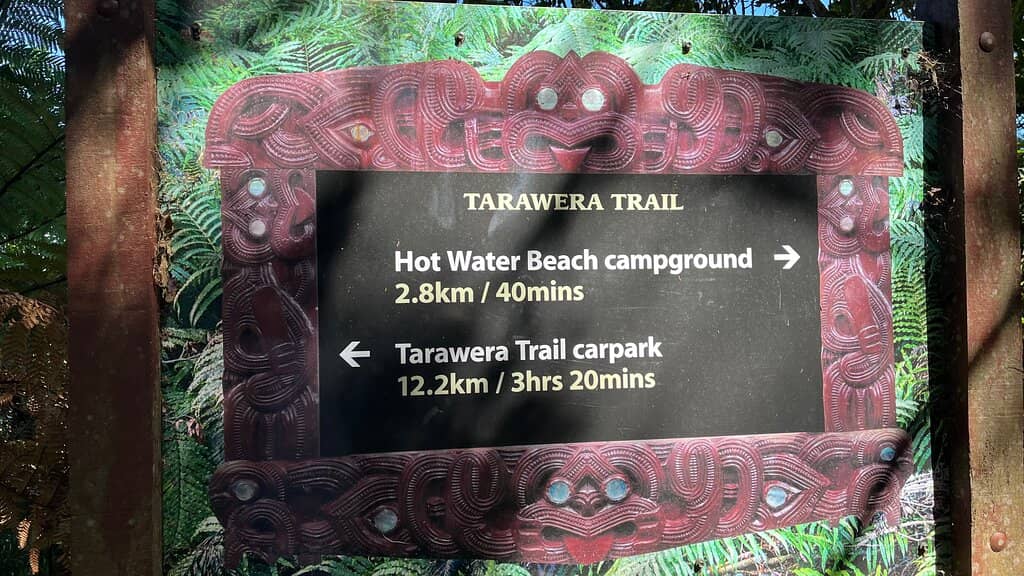 TARAWERA TRAIL
Hot Water Beach campground →
2.8km / 40mins
← Tarawera Trail carpark
12.2km / 3hrs 20mins